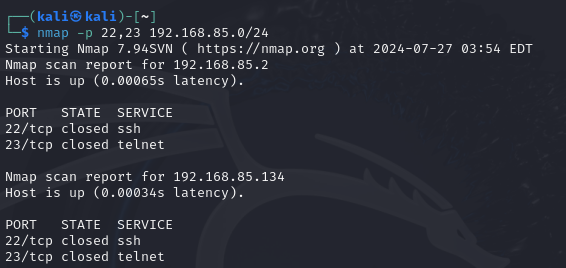 ┌──(kali㉿kali)-[~]
└─$ nmap -p 22,23 192.168.85.0/24
Starting Nmap 7.94SVN ( https://nmap.org ) at 2024-07-27 03:54 EDT
Nmap scan report for 192.168.85.2
Host is up (0.00065s latency).

PORT   STATE  SERVICE
22/tcp closed ssh
23/tcp closed telnet

Nmap scan report for 192.168.85.134
Host is up (0.00034s latency).

PORT   STATE  SERVICE
22/tcp closed ssh
23/tcp closed telnet